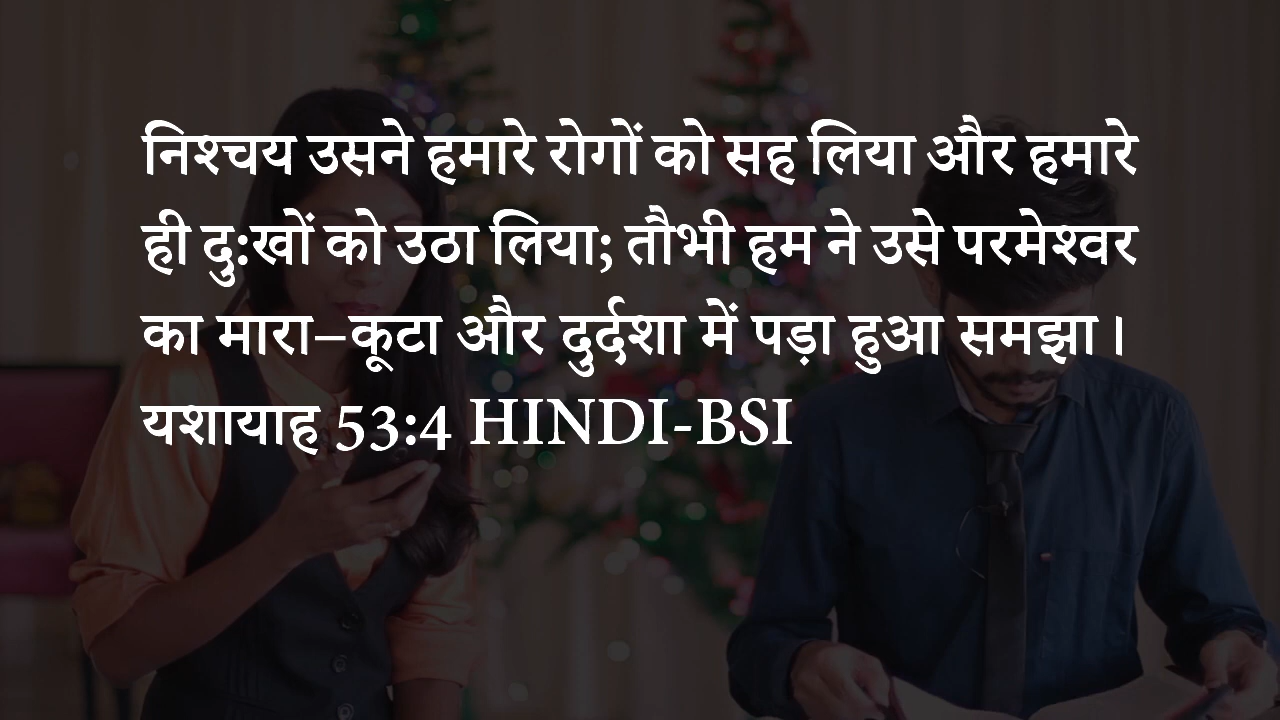 निश्‍चय उसने हमारे रोगों को सह लिया और हमारे
ही दु:खों को उठा लिया; तौभी हम ने उसे परमेश्‍वर
का मारा–कूटा और दुर्दशा में पड़ा हुआ समझा।
यशायाह 53:4 HINDI-BSI